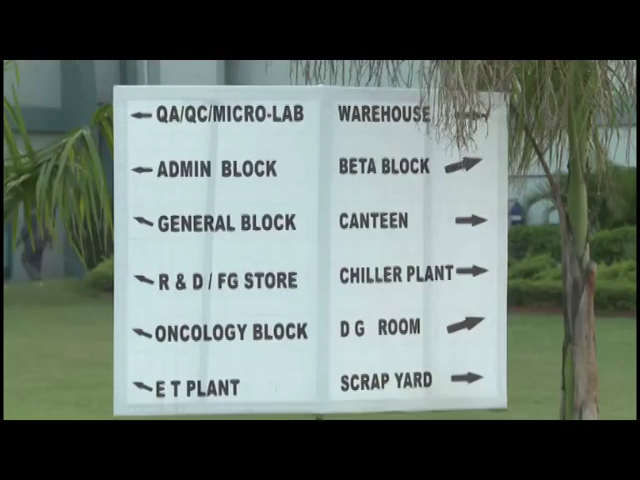 QA/QC/MICRO-LAB
ADMIN BLOCK
GENERAL BLOCK
R & D / FG STORE
ONCOLOGY BLOCK
E T PLANT
WAREHOUSE
BETA BLOCK
CANTEEN
CHILLER PLANT
D G ROOM
SCRAP YARD